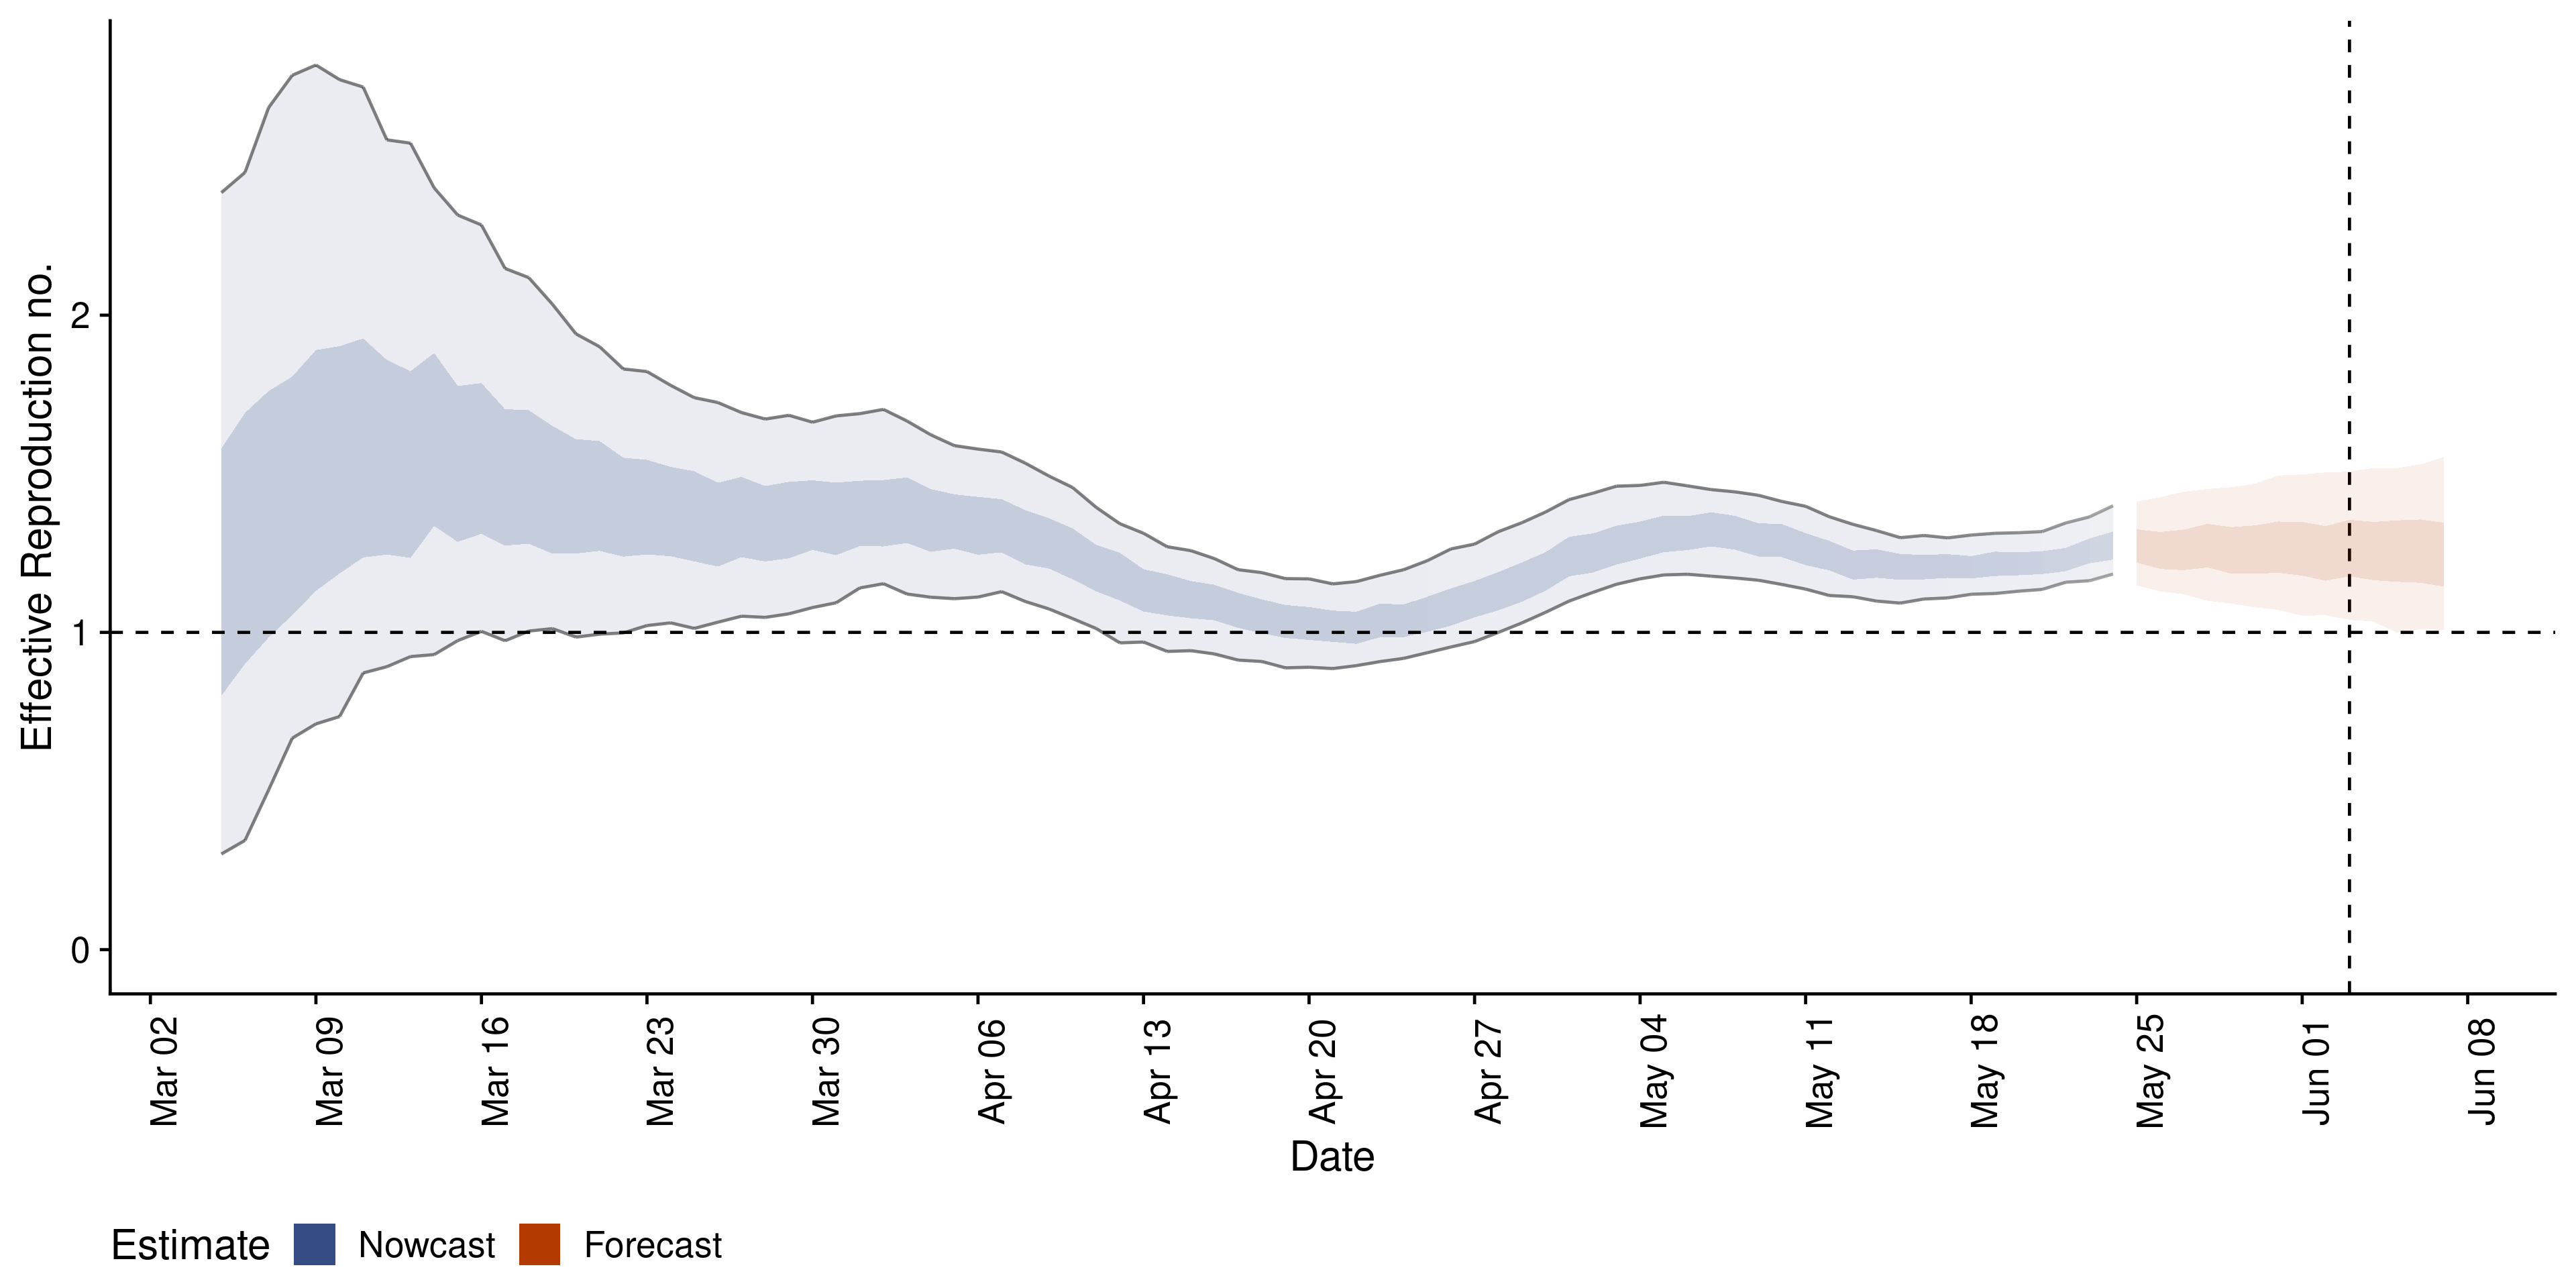 Effective Reproduction no.
2
1
0
Mar 02
Mar 09
Mar 16
Mar 23
Mar 30
Apr 06
Apr 13
Apr 20
Apr 27
May 04
May 11
May 18
May 25
Jun 01
Jun 08
Date
Estimate Nowcast Forecast